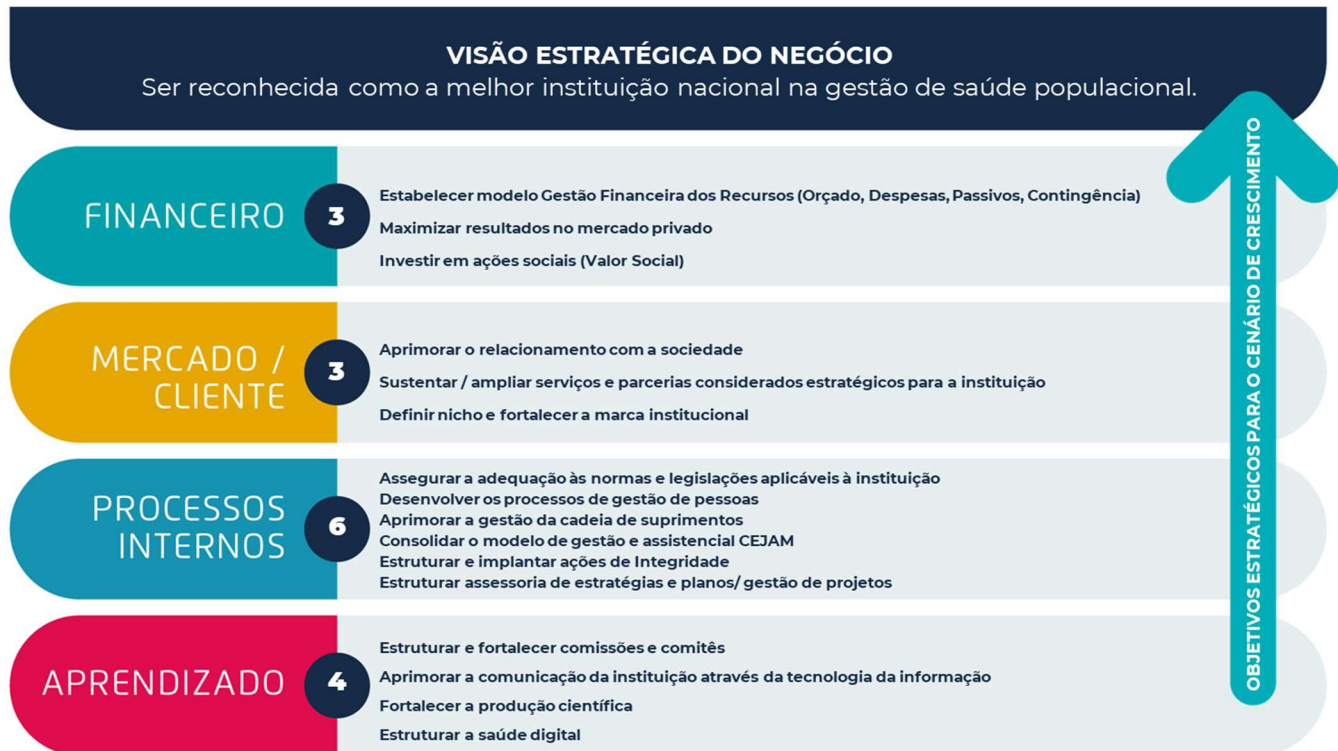 VISÃO ESTRATÉGICA DO NEGÓCIO
Ser reconhecida como a melhor instituição nacional na gestão de saúde populacional.
FINANCEIRO
3
Estabelecer modelo Gestão Financeira dos Recursos (Orçado, Despesas, Passivos, Contingência)
Maximizar resultados no mercado privado
Investir em ações sociais (Valor Social)
MERCADO /
CLIENTE
3
Aprimorar o relacionamento com a sociedade
Sustentar / ampliar serviços e parcerias considerados estratégicos para a instituição
Definir nicho e fortalecer a marca institucional
PROCESSOS
INTERNOS
6
Assegurar a adequação às normas e legislações aplicáveis à instituição
Desenvolver os processos de gestão de pessoas
Aprimorar a gestão da cadeia de suprimentos
Consolidar o modelo de gestão e assistencial CEJAM
Estruturar e implantar ações de Integridade
Estruturar assessoria de estratégias e planos/ gestão de projetos
APRENDIZADO
4
Estruturar e fortalecer comissões e comitês
Aprimorar a comunicação da instituição através da tecnologia da informação
Fortalecer a produção científica
Estruturar a saúde digital
OBJETIVOS ESTRATÉGICOS PARA O CENÁRIO DE CRESCIMENTO